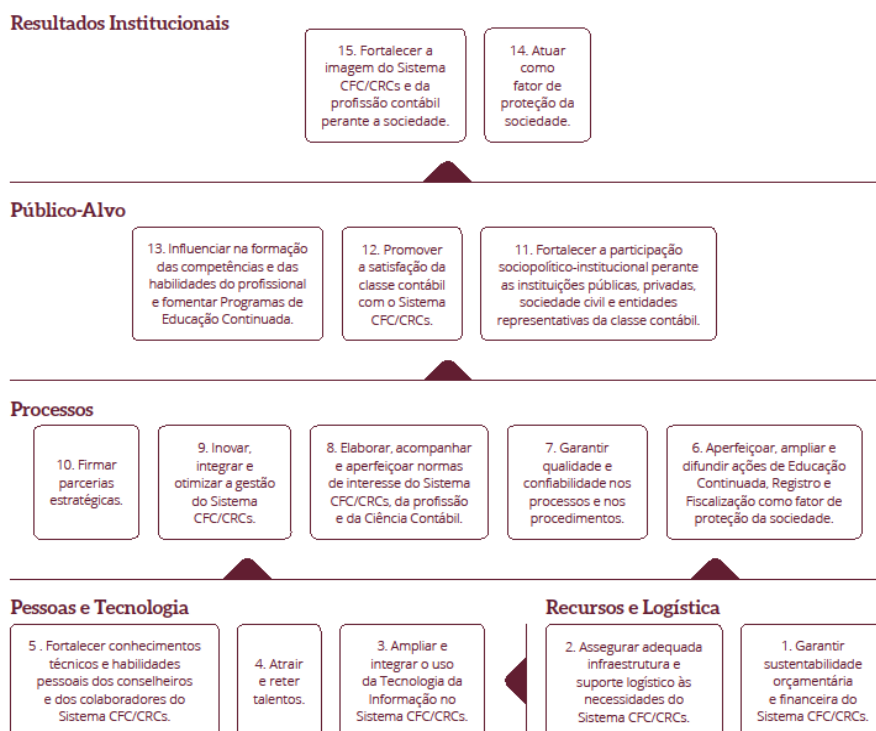 Resultados Institucionais
15. Fortalecer a
imagem do Sistema
CFC/CRCs e da
profissão contábil
perante a sociedade.
14. Atuar
como
fator de
proteção da
sociedade.
Público-Alvo
13. Influenciar na formação
das competências e das
habilidades do profissional
e fomentar Programas de
Educação Continuada.
12. Promover
a satisfação da
classe contábil
com o Sistema
CFC/CRCs.
11. Fortalecer a participação
sociopolítico-institucional perante
as instituições públicas, privadas,
sociedade civil e entidades
representativas da classe contábil.
Processos
10. Firmar
parcerias
estratégicas.
9. Inovar,
integrar e
otimizar a gestão
do Sistema
CFC/CRCs.
8. Elaborar, acompanhar
e aperfeiçoar normas
de interesse do Sistema
CFC/CRCs, da profissão
e da Ciência Contábil.
7. Garantir
qualidade e
confiabilidade nos
processos e nos
procedimentos.
6. Aperfeiçoar, ampliar e
difundir ações de Educação
Continuada, Registro e
Fiscalização como fator de
proteção da sociedade.
Pessoas e Tecnologia
5 . Fortalecer conhecimentos
técnicos e habilidades
pessoais dos conselheiros
e dos colaboradores do
Sistema CFC/CRCs.
4. Atrair
e reter
talentos.
3. Ampliar e
integrar o uso
da Tecnologia da
Informação no
Sistema CFC/CRCs.
Recursos e Logística
2. Assegurar adequada
infraestrutura e
suporte logístico às
necessidades do
Sistema CFC/CRCs.
1. Garantir
sustentabilidade
orçamentária
e financeira do
Sistema CFC/CRCs.